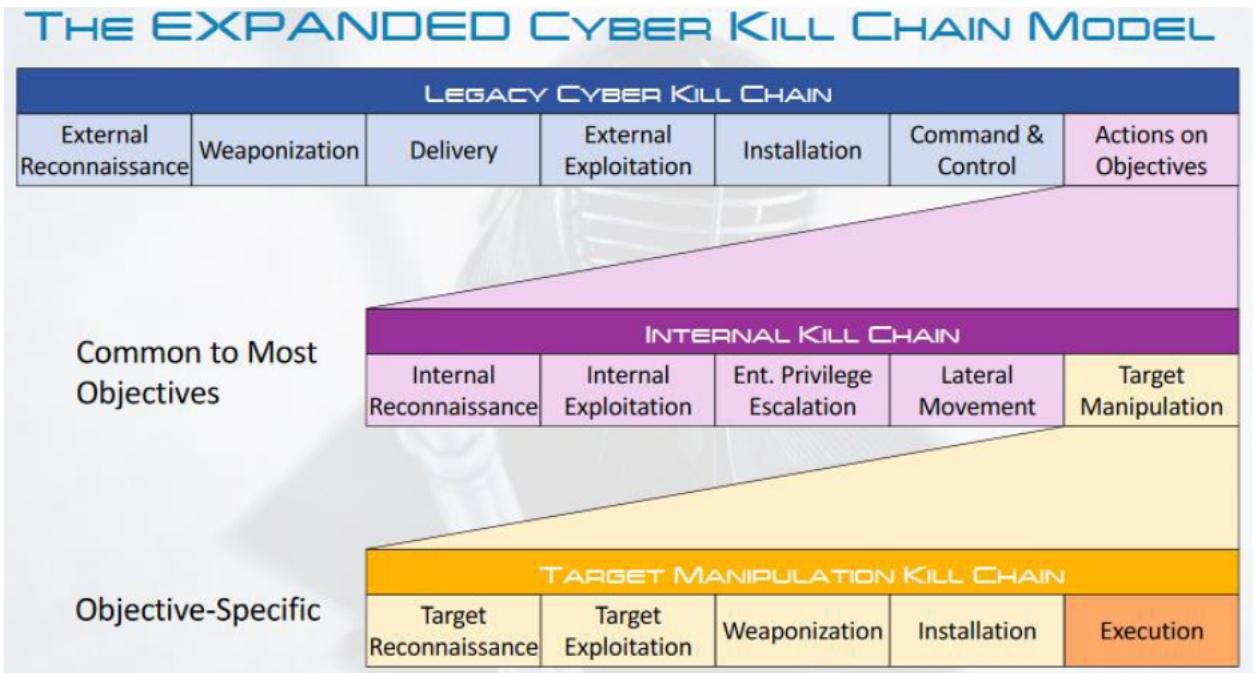 THE EXPANDED CYBER KILL CHAIN MODEL
LEGACY CYBER KILL CHAIN
External
Reconnaissance
Weaponization
Delivery
External
Exploitation
Installation
Command &
Control
Actions on
Objectives
Common to Most
Objectives
INTERNAL KILL CHAIN
Internal
Reconnaissance
Internal
Exploitation
Ent. Privilege
Escalation
Lateral
Movement
Target
Manipulation
Objective-Specific
TARGET MANIPULATION KILL CHAIN
Target
Reconnaissance
Target
Exploitation
Weaponization
Installation
Execution